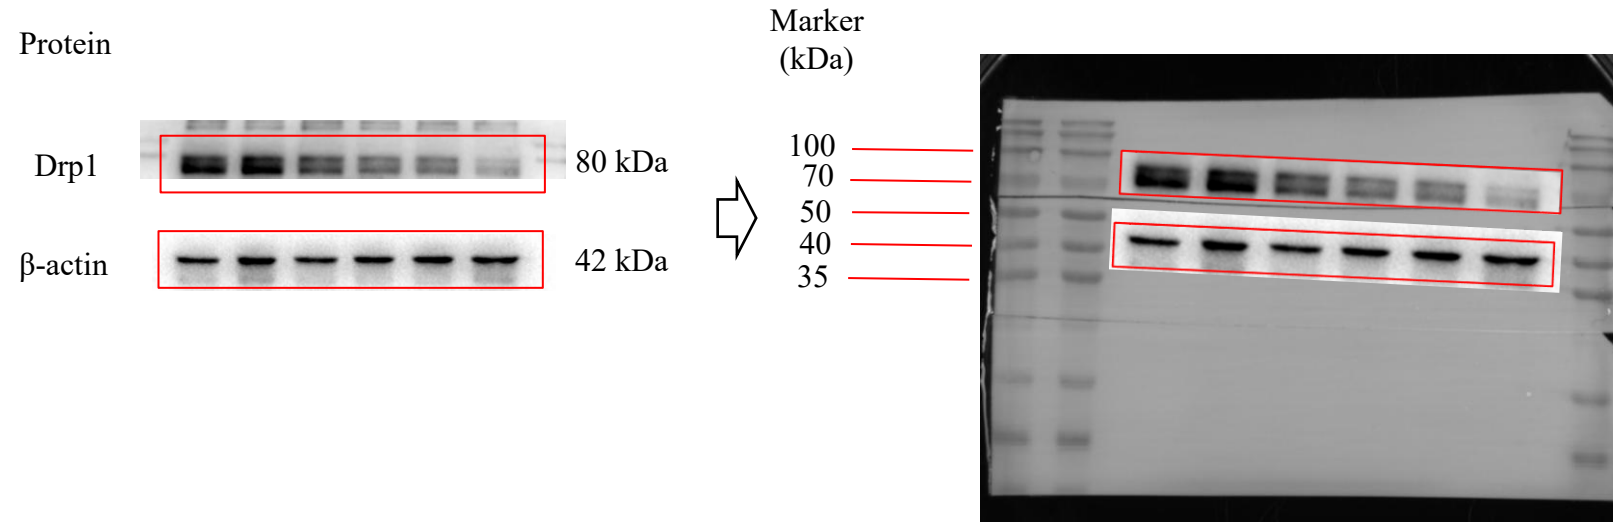 Protein
Drp1
80 kDa
β-actin
42 kDa
Marker
(kDa)
100
70
50
40
35